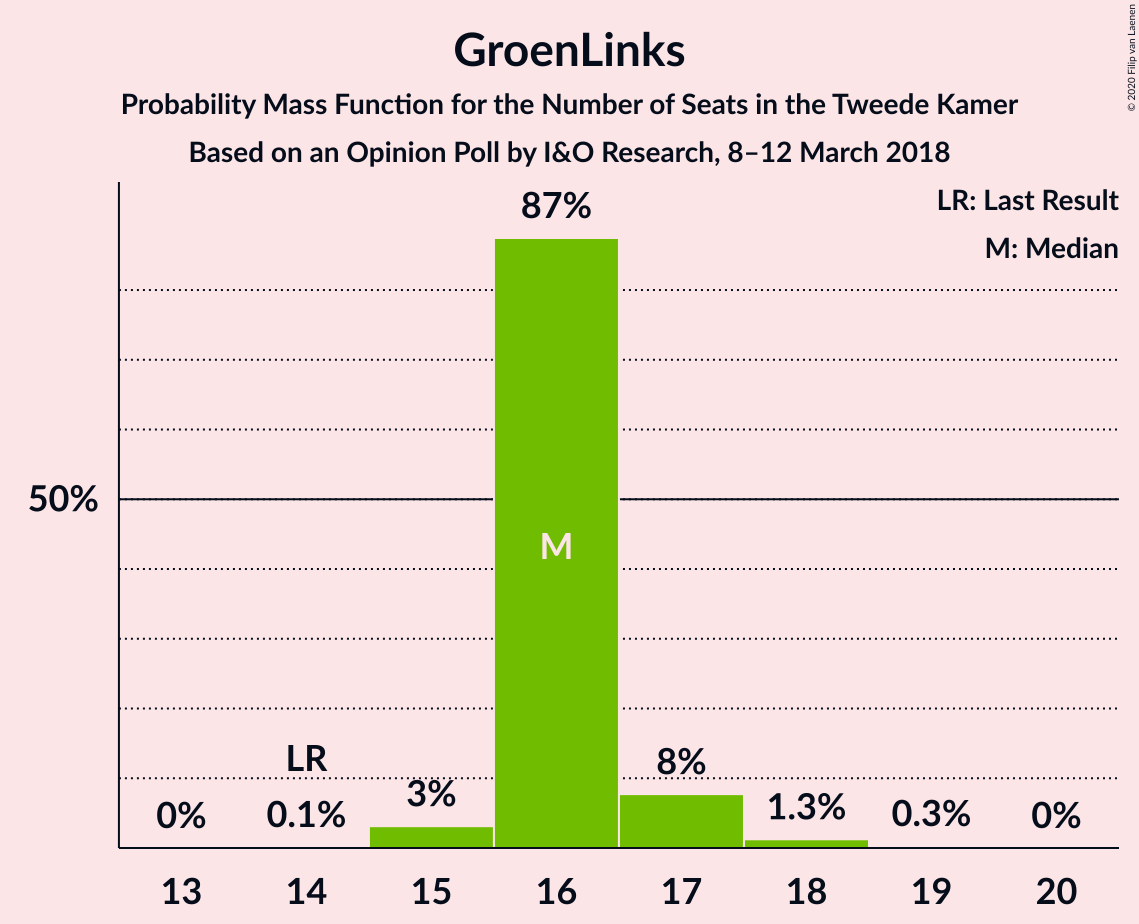 GroenLinks
Probability Mass Function for the Number of Seats in the Tweede Kamer
Based on an Opinion Poll by I&O Research, 8–12 March 2018
© 2020 Filip van Laenen
LR: Last Result
M: Median
87%
50%
M
LR
0%
0.1%
3%
8%
1.3%
0.3%
0%
13
14
15
16
17
18
19
20